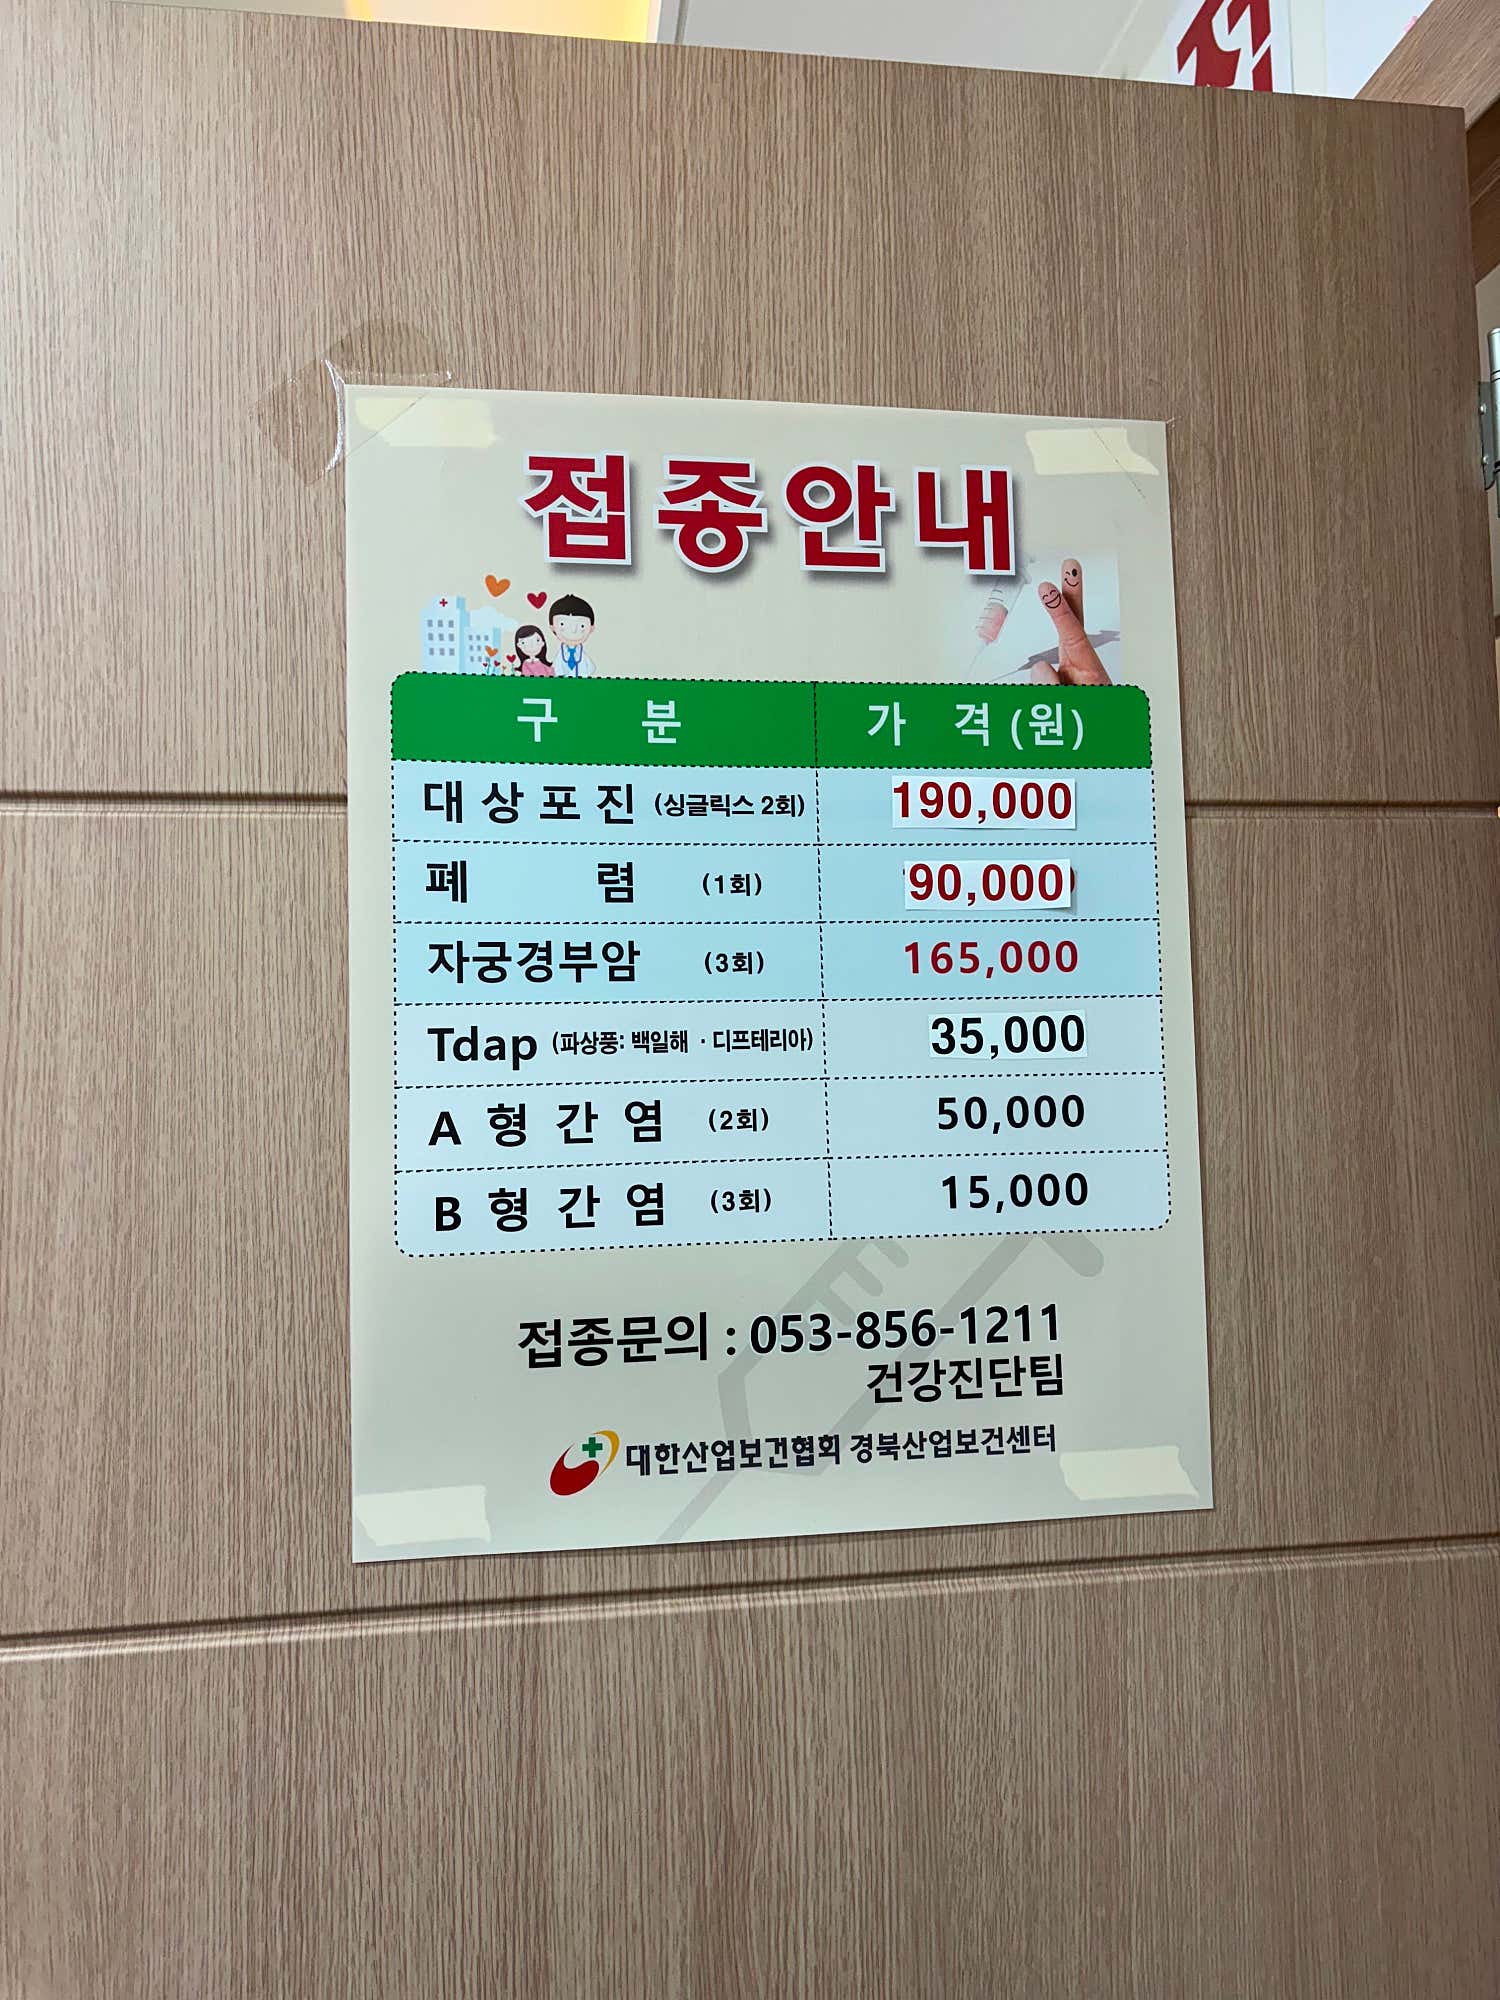 접종안내
구 분 가 격 (원)
대상포진 (싱글릭스 2회) 190,000
폐 렴 (1회) 90,000
자궁경부암 (3회) 165,000
Tdap (파상풍: 백일해 · 디프테리아) 35,000
A 형 간 염 (2회) 50,000
B 형 간 염 (3회) 15,000
접종문의 : 053-856-1211
건강진단팀
대한산업보건협회 경북산업보건센터